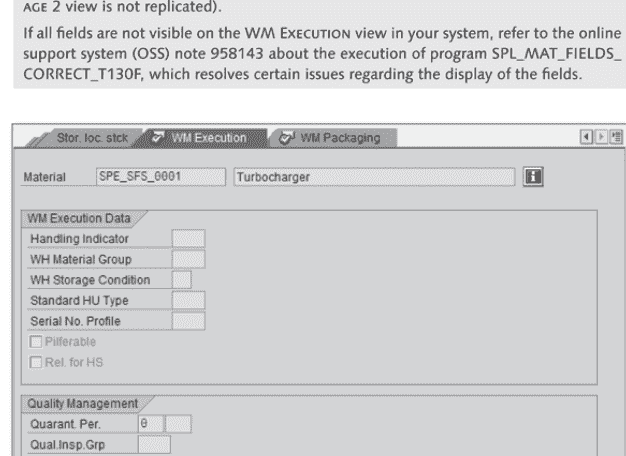 AGE 2 view is not replicated).
If all fields are not visible on the WM EXECUTION view in your system, refer to the online
support system (OSS) note 958143 about the execution of program SPL_MAT_FIELDS_
CORRECT_T130F, which resolves certain issues regarding the display of the fields.
Stor. loc. stck WM Execution WM Packaging
Material SPE_SFS_0001 Turbocharger
WM Execution Data
Handling Indicator
WH Material Group
WH Storage Condition
Standard HU Type
Serial No. Profile
Pilferable
Rel. for HS
Quality Management
Quarant. Per. 0
Qual.Insp.Grp